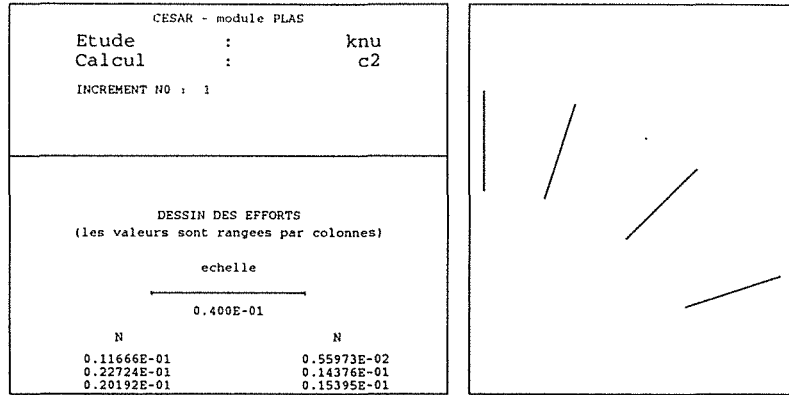 CESAR - module PLAS
Etude : knu
Calcul : c2
INCREMENT NO : 1
DESSIN DES EFFORTS
(les valeurs sont rangees par colonnes)
echelle
0.400E-01
N N
0.11666E-01 0.55973E-02
0.22724E-01 0.14376E-01
0.20192E-01 0.15395E-01